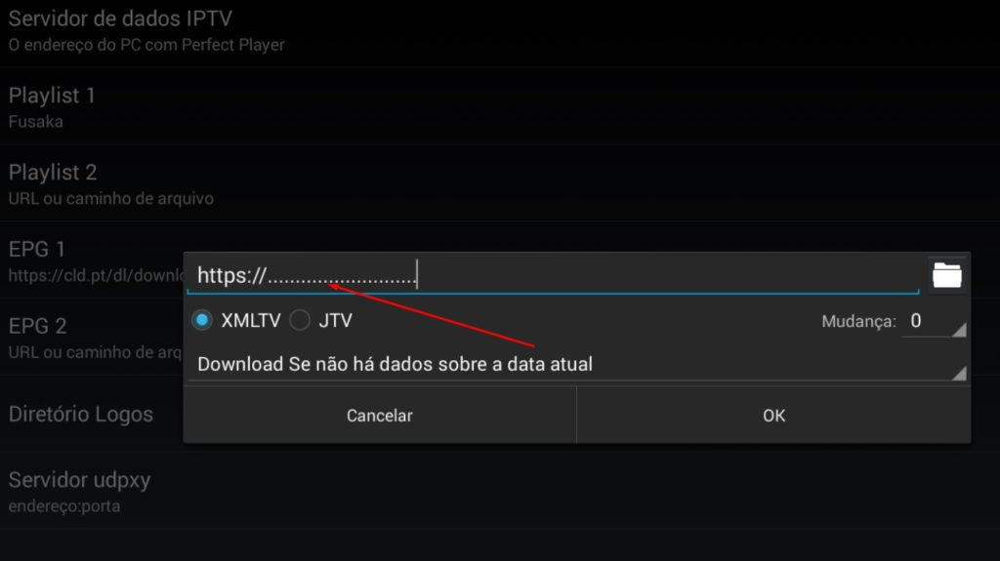 Servidor de dados IPTV
O endereço do PC com Perfect Player
Playlist 1
Fusaka
Playlist 2
URL ou caminho de arquivo
EPG 1
https://cld.pt/dl/downlo
https://...........................
XMLTV JTV Mudança: 0
EPG 2
URL ou caminho de arq
Download Se não há dados sobre a data atual
Diretório Logos
Cancelar OK
Servidor udpxy
endereço:porta